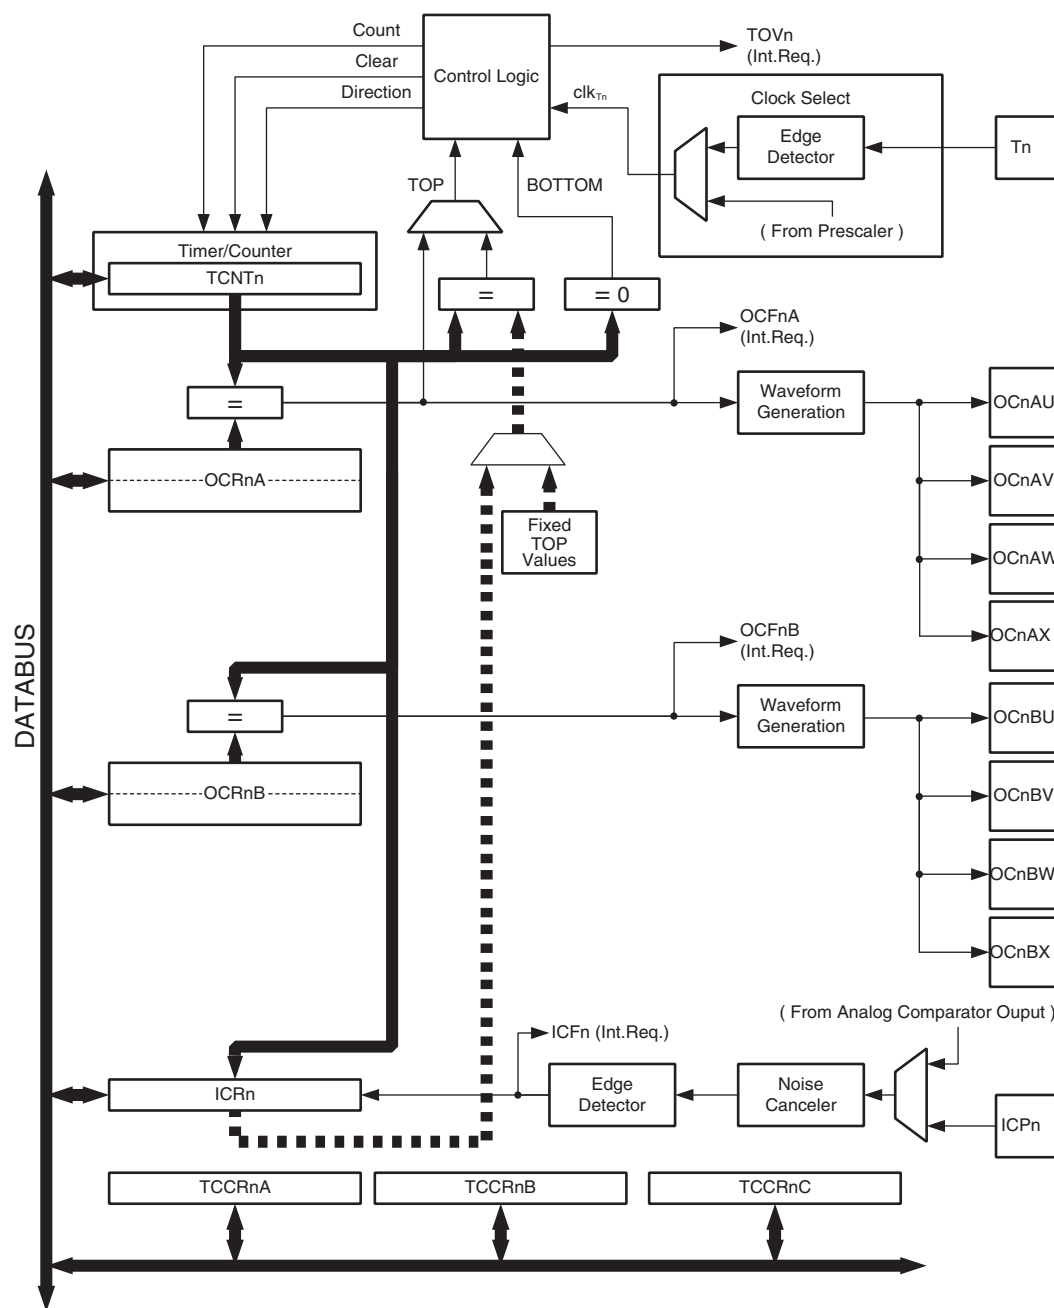 Count
Clear
Direction
Control Logic
TOVn
(Int.Req.)
clkTn
Clock Select
Edge
Detector
Tn
( From Prescaler )
TOP
BOTTOM
Timer/Counter
TCNTn
=
= 0
OCFnA
(Int.Req.)
=
Waveform
Generation
OCnAU
OCnAV
OCnAW
OCnAX
OCRnA
Fixed
TOP
Values
DATABUS
OCFnB
(Int.Req.)
=
Waveform
Generation
OCnBU
OCnBV
OCnBW
OCnBX
OCRnB
( From Analog Comparator Ouput )
ICFn (Int.Req.)
ICRn
Edge
Detector
Noise
Canceler
ICPn
TCCRnA
TCCRnB
TCCRnC